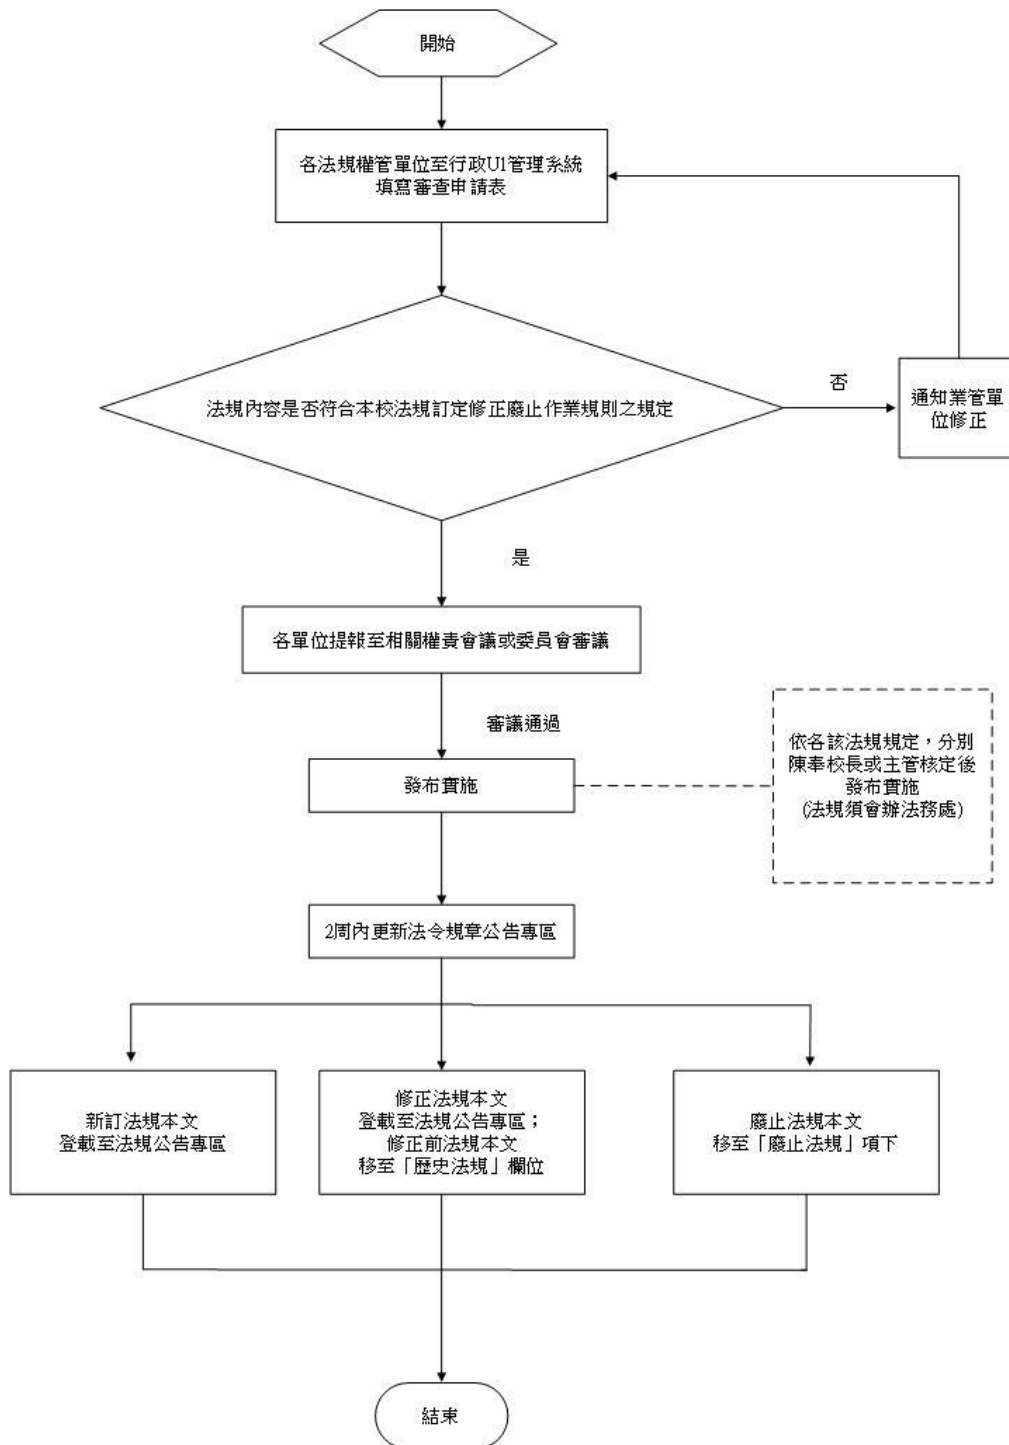 開始
各法規權管單位至行政U1管理系統
填寫審查申請表
法規內容是否符合本校法規訂定修正廢止作業規則之規定
否
通知業管單
位修正
是
各單位提報至相關權責會議或委員會審議
審議通過
發布實施
依各該法規規定，分別
陳奉校長或主管核定後
發布實施
(法規須會辦法務處)
2周內更新法令規章公告專區
新訂法規本文
登載至法規公告專區
修正法規本文
登載至法規公告專區；
修正前法規本文
移至「歷史法規」欄位
廢止法規本文
移至「廢止法規」項下
結束